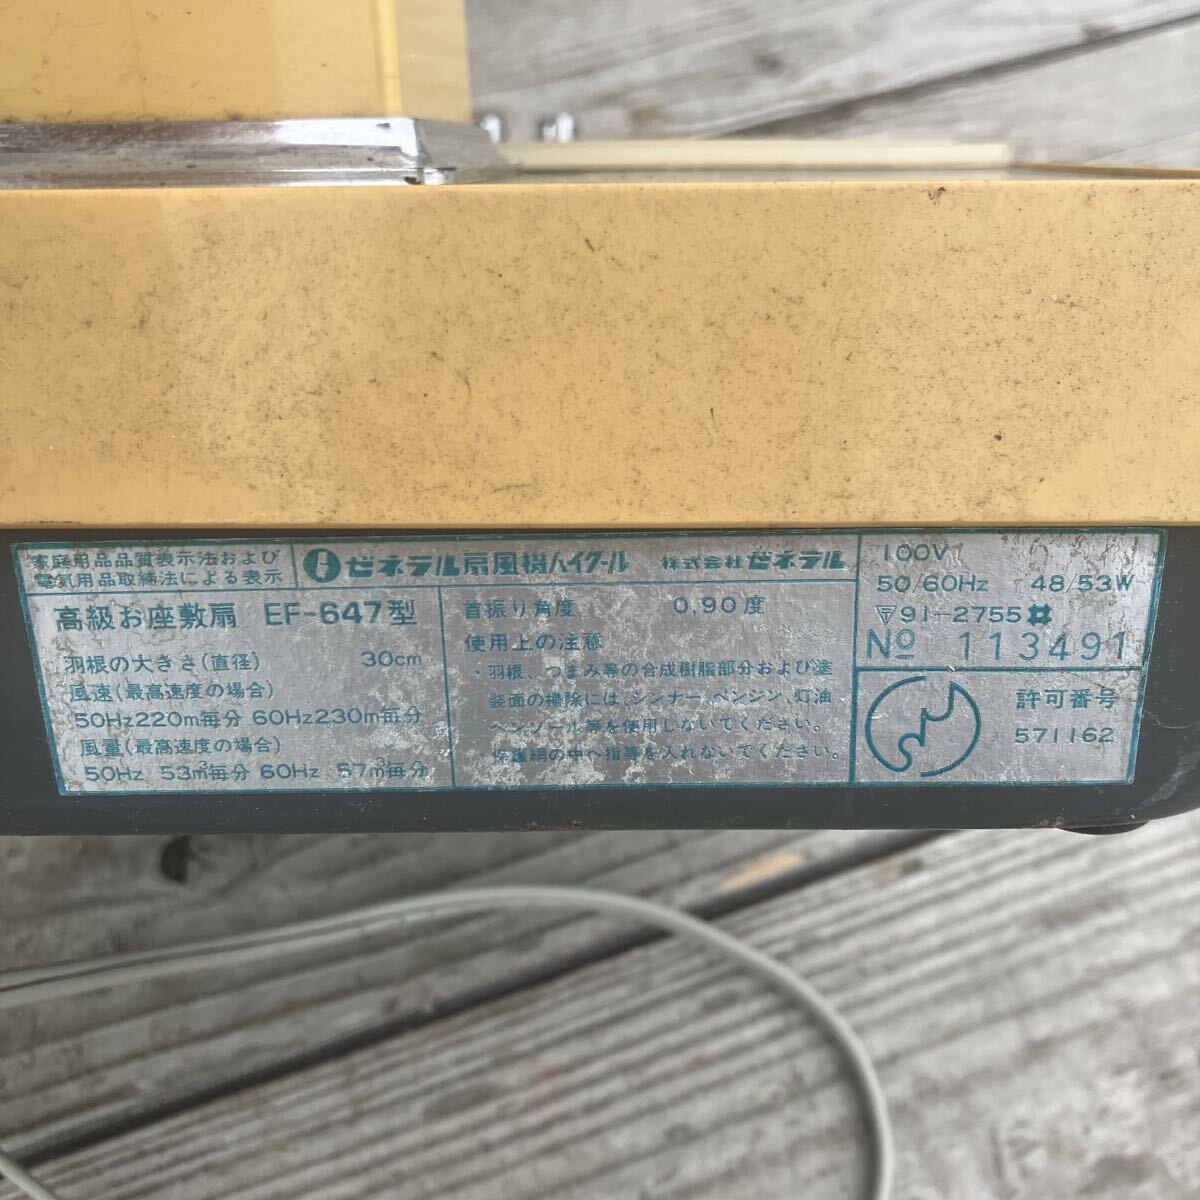 家庭用品品質表示法および
電気用品取締法による表示
ゼネラル扇風機ハイクール 株式会社ゼネラル
高級お座敷扇 EF-647型
羽根の大きさ(直径) 30cm
風速(最高速度の場合)
50Hz220m毎分 60Hz230m毎分
風量(最高速度の場合)
50Hz 53m³毎分 60Hz 57m³毎分
首振り角度 0,90度
使用上の注意
・羽根、つまみ等の合成樹脂部分および塗
装面の掃除には、シンナー、ベンジン、灯油
ベンゾール等を使用しないでください。
・保護網の中へ指等を入れないでください。
100V
50/60Hz 48/53W
▽91-2755
No 113491
許可番号
571162